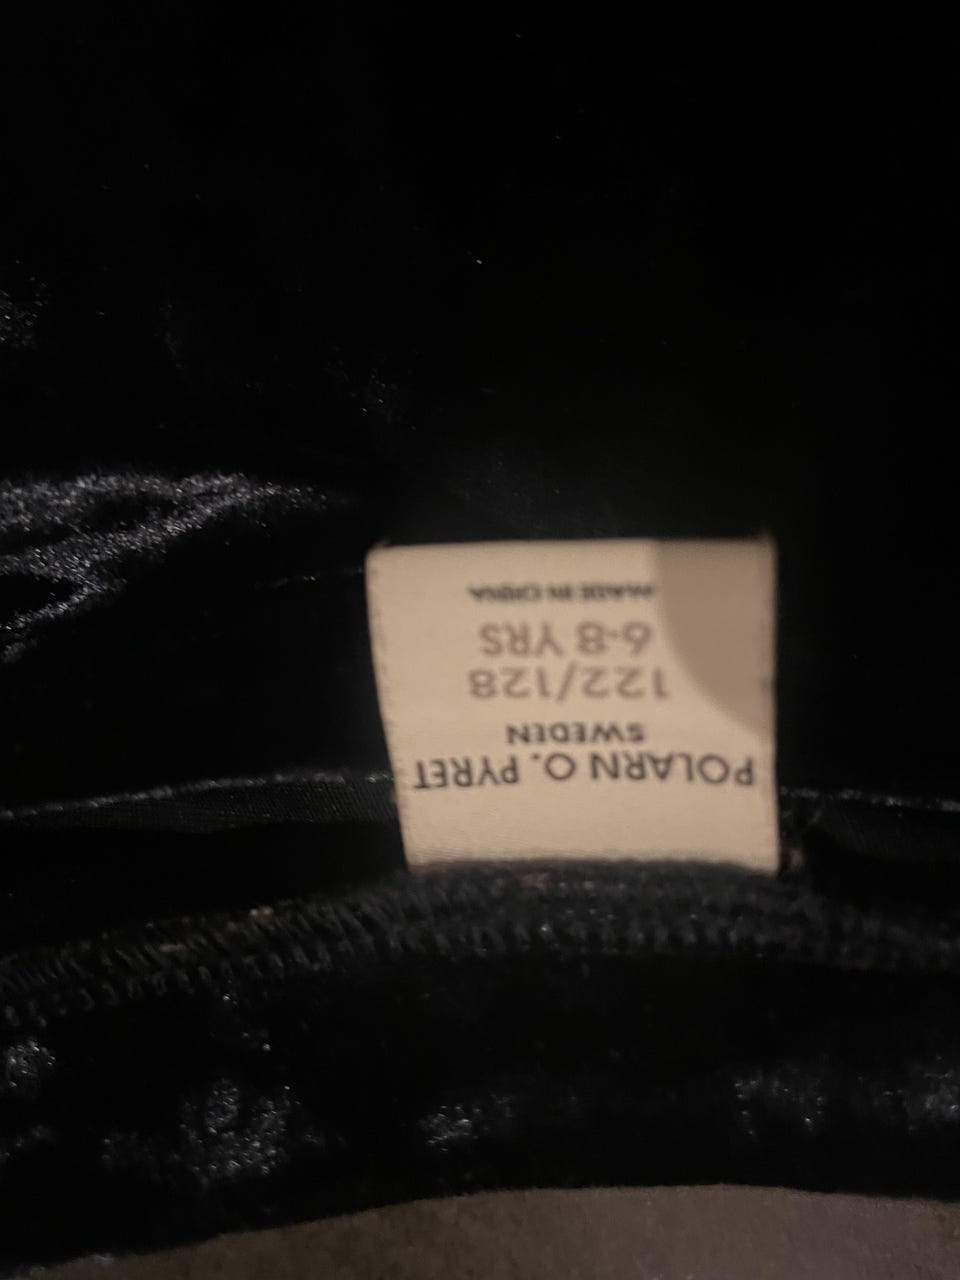 POLARN O. PYRET
SWEDEN
122/128
6-8 YRS
MADE IN CHINA